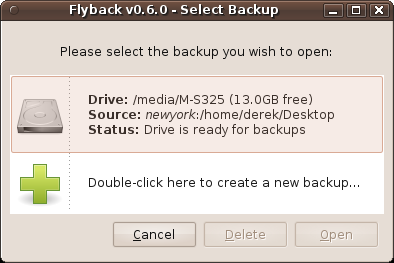 Flyback v0.6.0 - Select Backup
Please select the backup you wish to open:
Drive: /media/M-S325 (13.0GB free)
Source: newyork:/home/derek/Desktop
Status: Drive is ready for backups
Double-click here to create a new backup...
Cancel
Delete
Open